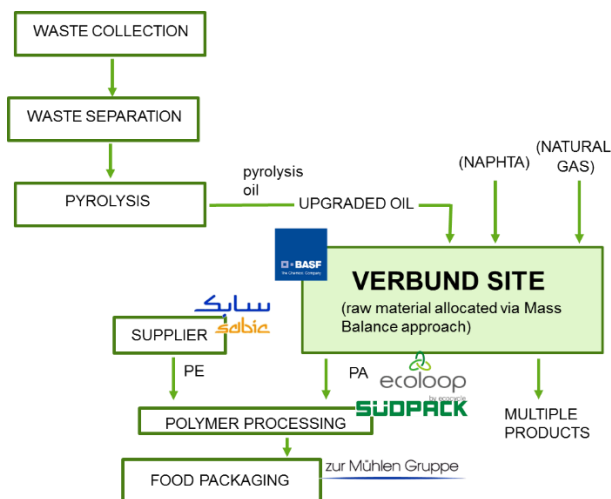 WASTE COLLECTION
WASTE SEPARATION
PYROLYSIS
pyrolysis
oil
UPGRADED OIL
(NAPHTA)
(NATURAL
GAS)
BASF
The Chemical Company
VERBUND SITE
(raw material allocated via Mass
Balance approach)
سابك
sabic
SUPPLIER
PE
PA
ecoloop
by ecocycle
SÜDPACK
POLYMER PROCESSING
MULTIPLE
PRODUCTS
FOOD PACKAGING
zur Mühlen Gruppe